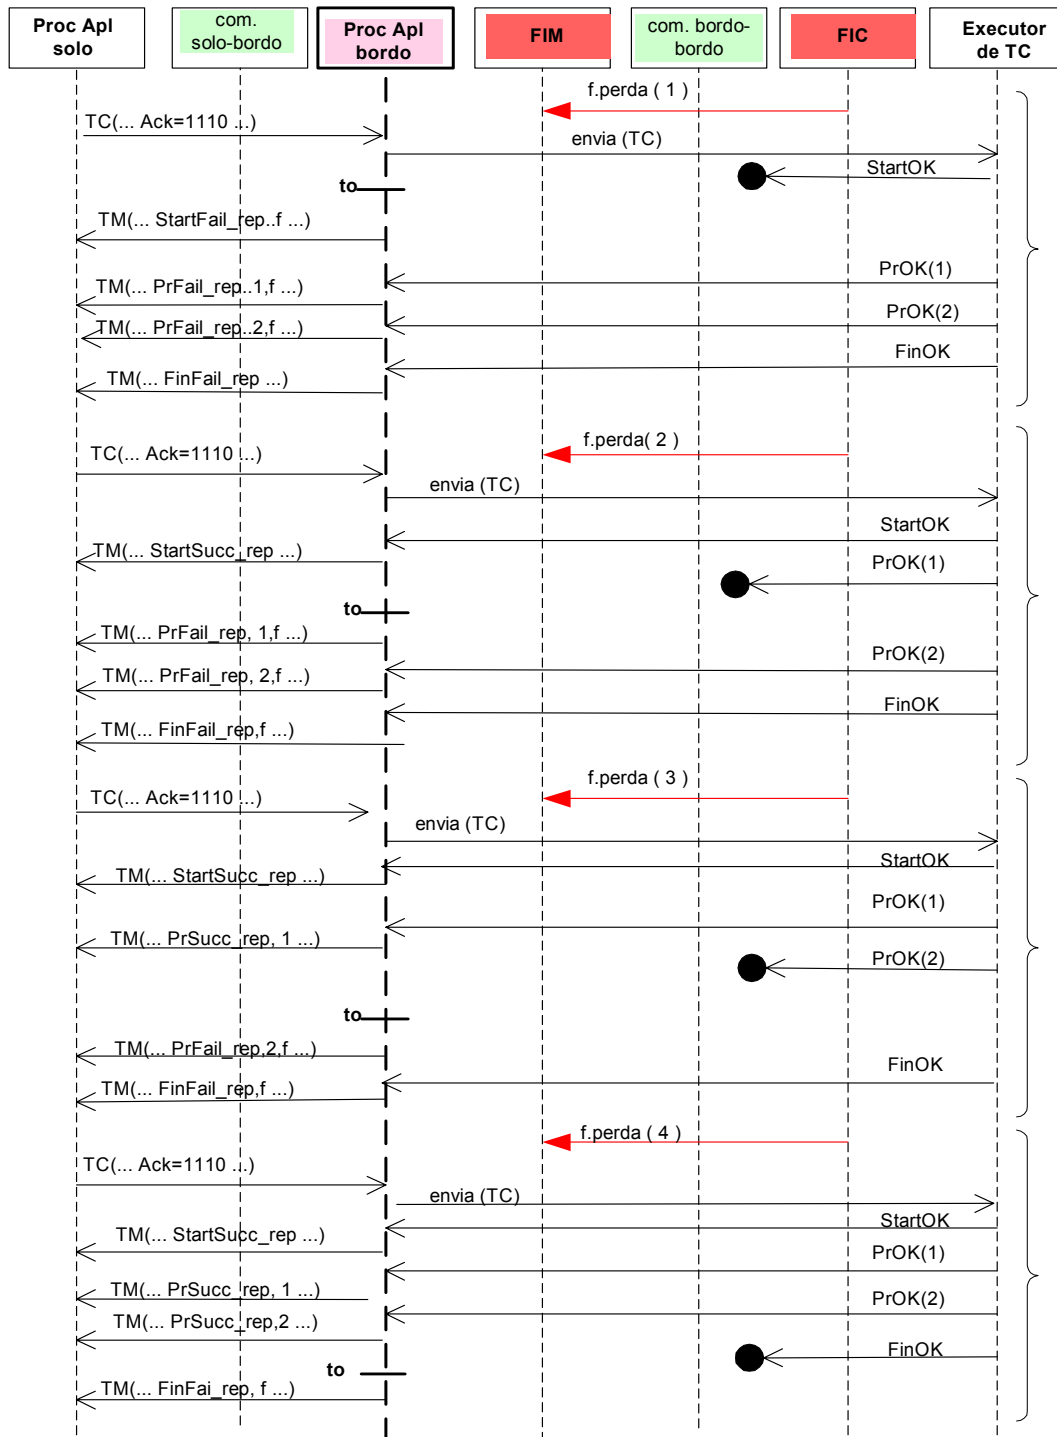 Proc Apl
solo
com.
solo-bordo
Proc Apl
bordo
FIM
com. bordo-
bordo
FIC
Executor
de TC
f.perda ( 1 )
TC(... Ack=1110 ...)
envia (TC)
StartOK
to
TM(... StartFail_rep..f ...)
PrOK(1)
TM(... PrFail_rep..1,f ...)
PrOK(2)
TM(... PrFail_rep..2,f ...)
FinOK
TM(... FinFail_rep ...)
f.perda( 2 )
TC(... Ack=1110 ...)
envia (TC)
StartOK
TM(... StartSucc_rep ...)
PrOK(1)
to
TM(... PrFail_rep, 1,f ...)
PrOK(2)
TM(... PrFail_rep, 2,f ...)
FinOK
TM(... FinFail_rep,f ...)
f.perda ( 3 )
TC(... Ack=1110 ...)
envia (TC)
StartOK
TM(... StartSucc_rep ...)
PrOK(1)
TM(... PrSucc_rep, 1 ...)
PrOK(2)
to
TM(... PrFail_rep,2,f ...)
FinOK
TM(... FinFail_rep,f ...)
f.perda ( 4 )
TC(... Ack=1110 ...)
envia (TC)
StartOK
TM(... StartSucc_rep ...)
PrOK(1)
TM(... PrSucc_rep, 1 ...)
PrOK(2)
TM(... PrSucc_rep,2 ...)
FinOK
to
TM(... FinFai_rep, f ...)